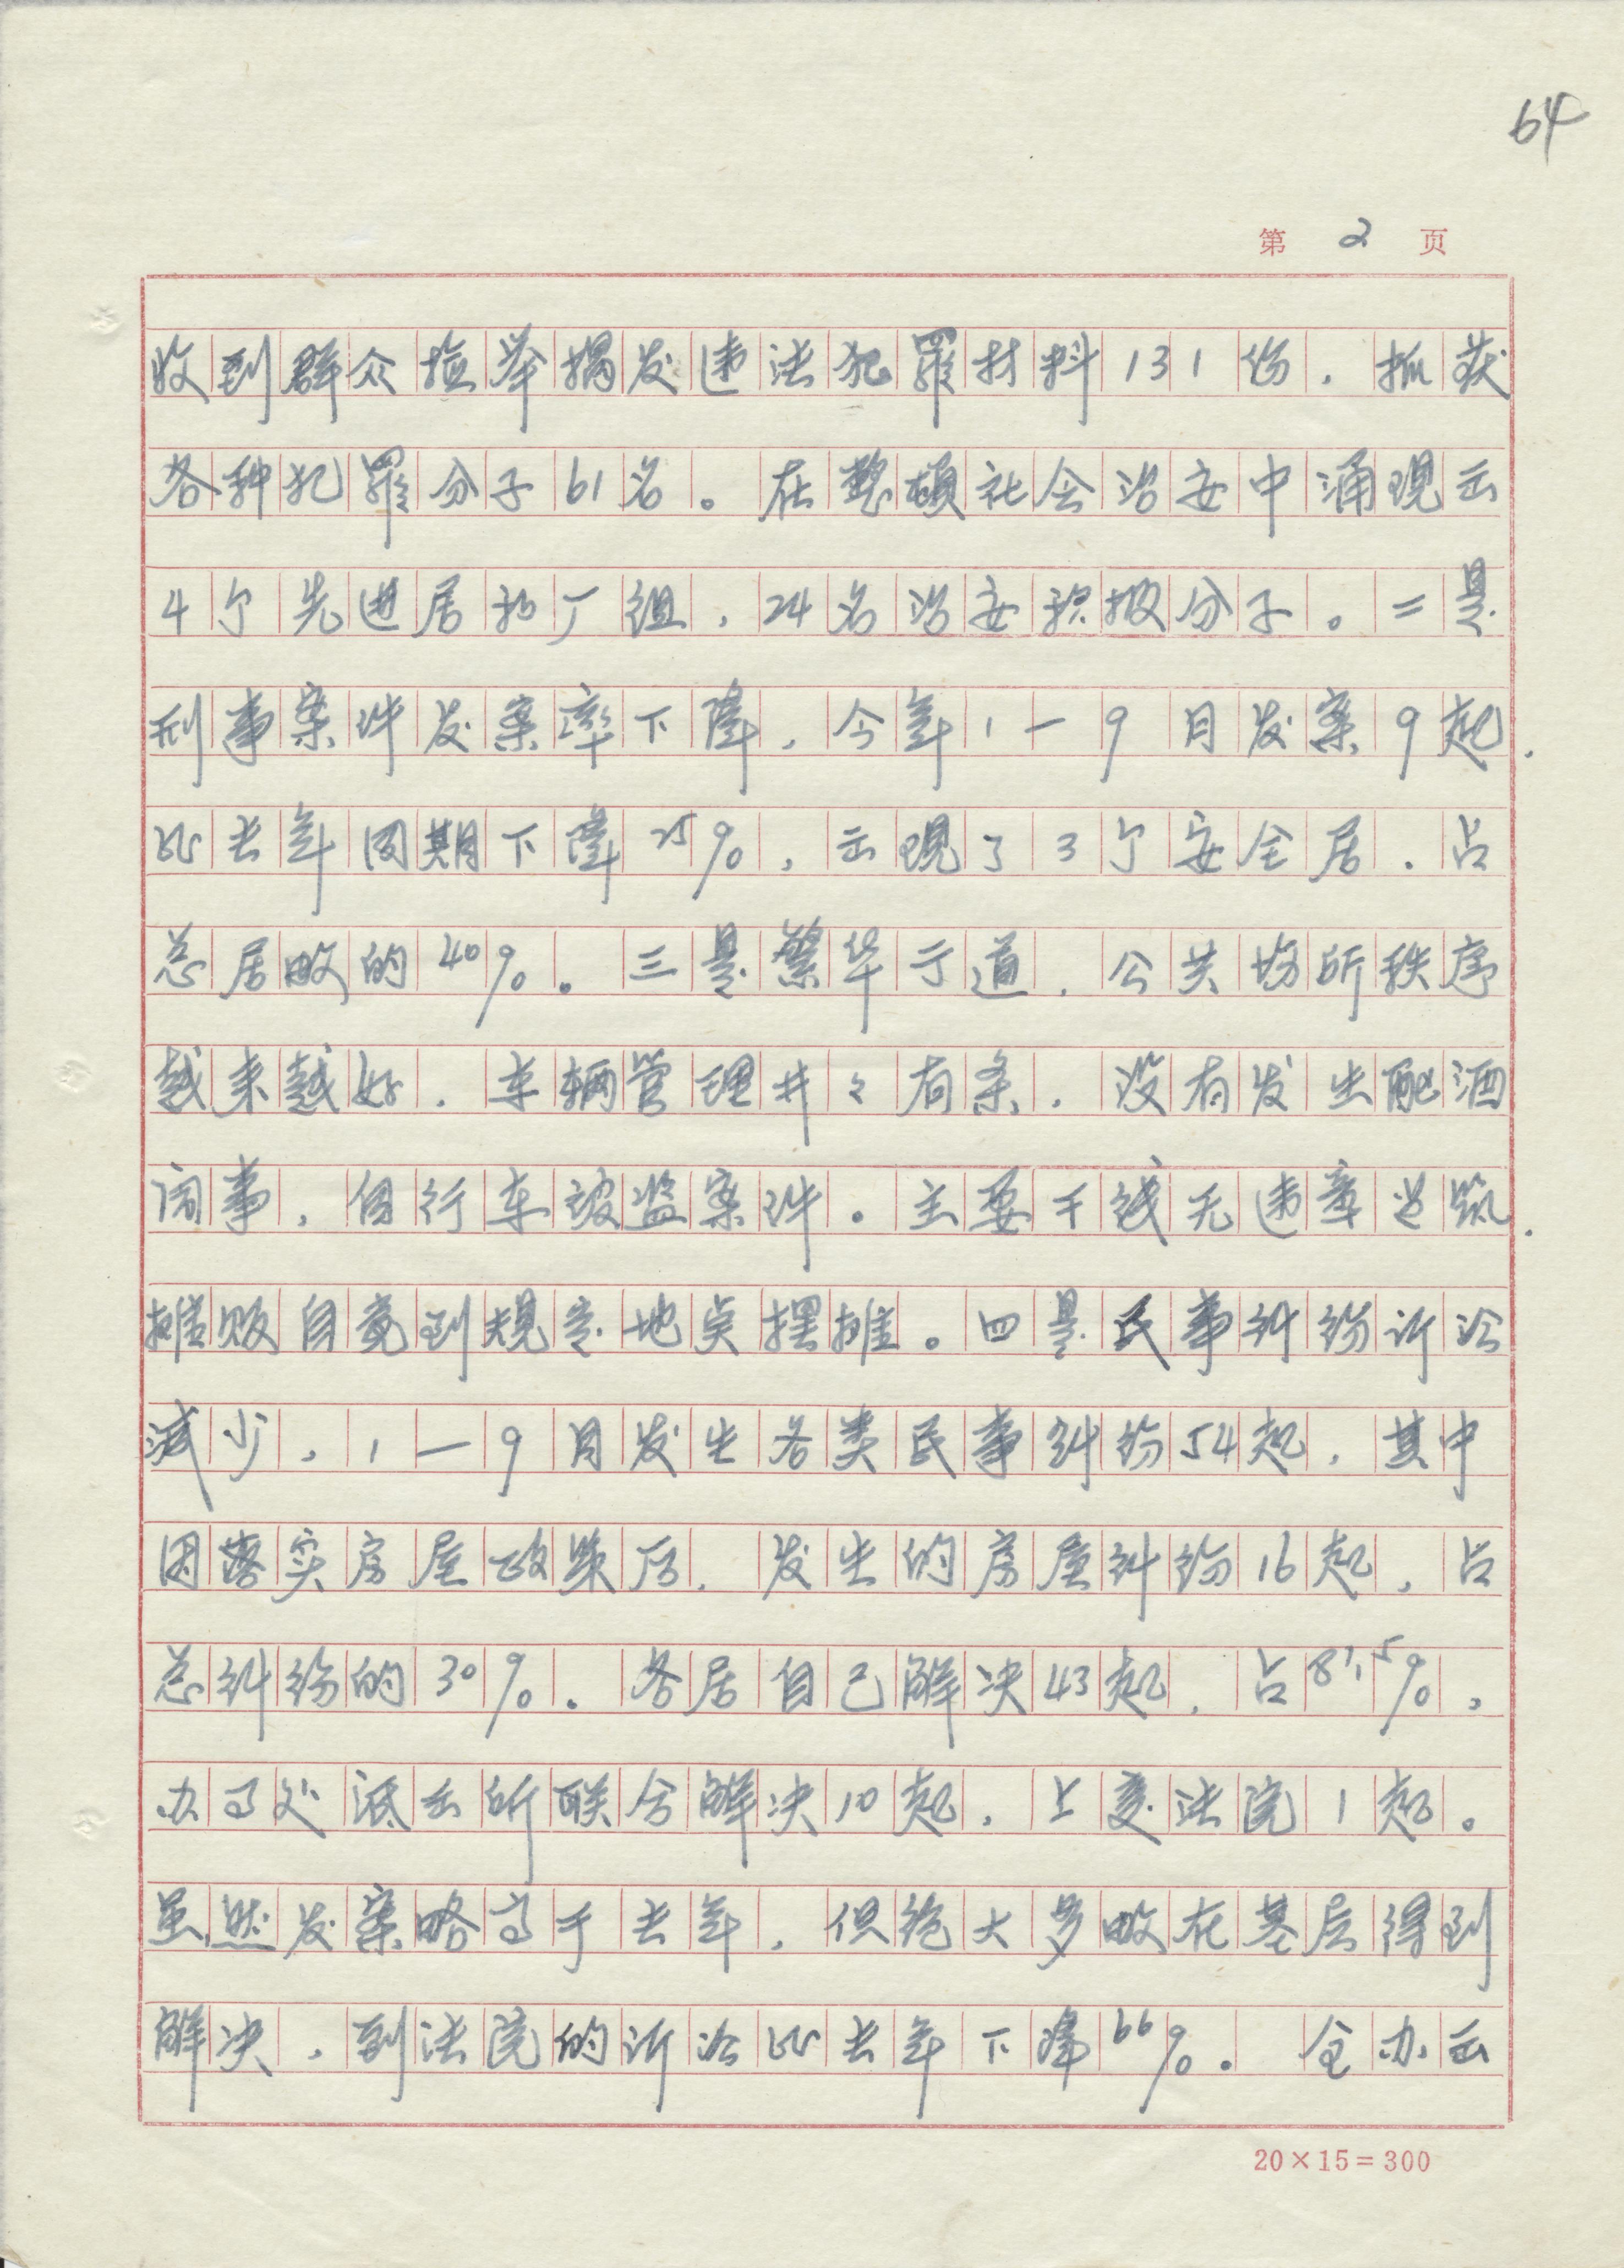 64
第 2 页
收到群众检举揭发违法犯罪材料131份，抓获
各种犯罪分子61名。在整顿社会治安中涌现出
4个先进居和厂组，24名治安积极分子。二是
刑事案件发案率下降，今年1—9月发案9起，
比去年同期下降25%，出现了3个安全居，占
总居数的40%。三是繁华亍道，公共场所秩序
越来越好，车辆管理井々有条，没有发生酗酒
闹事，自行车被盗案件。主要干线无违章建筑，
摊贩自觉到规定地点摆摊。四是民事纠纷诉讼
减少，1—9月发生各类民事纠纷54起，其中
因落实房屋政策后，发生的房屋纠纷16起，占
总纠纷的30%。各居自己解决43起，占81.5%，
办事处派出所联合解决10起，上交法院1起。
虽然发案略高于去年，但绝大多数在基层得到
解决，到法院的诉讼比去年下降66%。全办出
20×15=300